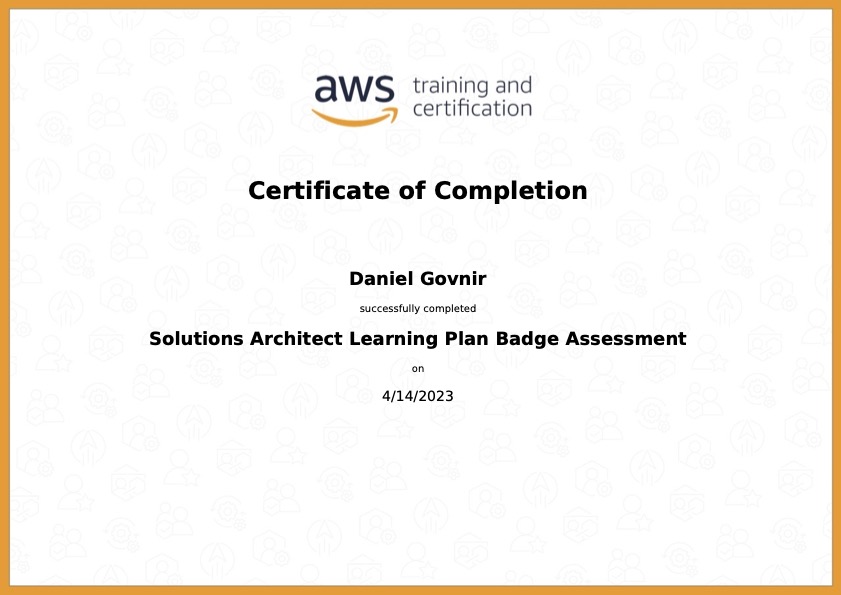 aws training and
certification
Certificate of Completion
Daniel Govnir
successfully completed
Solutions Architect Learning Plan Badge Assessment
on
4/14/2023